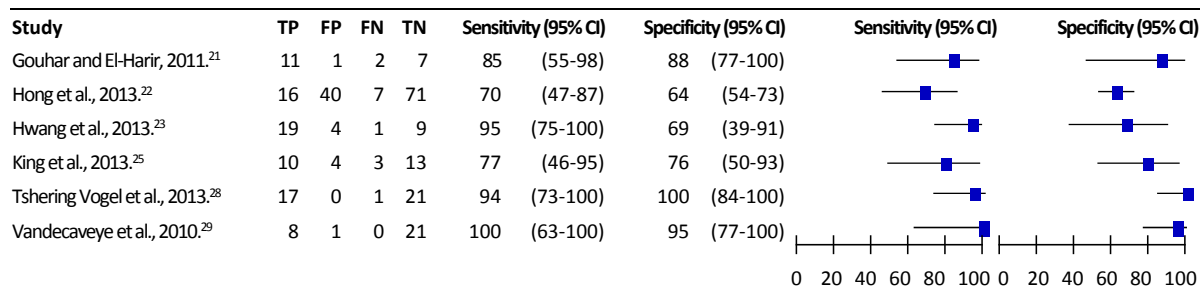 Study TP FP FN TN Sensitivity (95% CI) Specificity (95% CI) Sensitivity (95% CI) Specificity (95% CI)
Gouhar and El-Harir, 2011.²¹ 11 1 2 7 85 (55-98) 88 (77-100)
Hong et al., 2013.²² 16 40 7 71 70 (47-87) 64 (54-73)
Hwang et al., 2013.²³ 19 4 1 9 95 (75-100) 69 (39-91)
King et al., 2013.²⁵ 10 4 3 13 77 (46-95) 76 (50-93)
Tshering Vogel et al., 2013.²⁸ 17 0 1 21 94 (73-100) 100 (84-100)
Vandecaveye et al., 2010.²⁹ 8 1 0 21 100 (63-100) 95 (77-100)
0 20 40 60 80 100 0 20 40 60 80 100